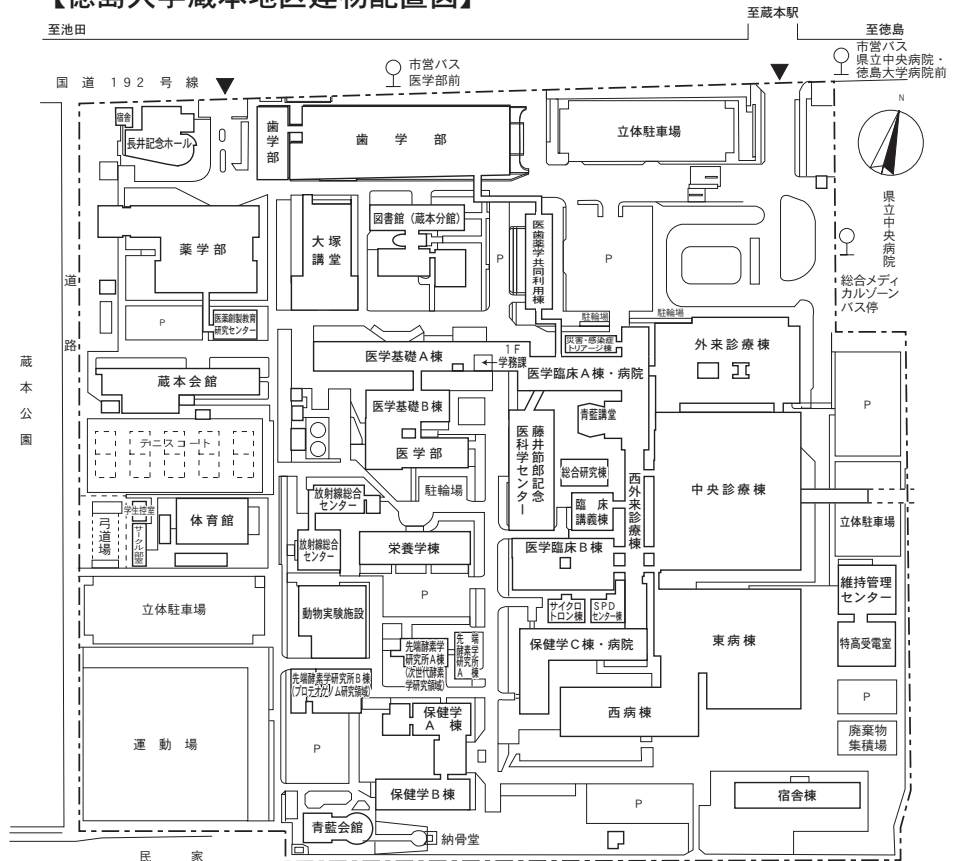 【徳島大学蔵本地区建物配置図】
至蔵本駅
至池田
至徳島
市営バス
医学部前
市営バス
県立中央病院・
徳島大学病院前
国道192号線
N
宿舎
長井記念ホール
歯学部
歯学部
立体駐車場
県立中央病院
総合メディ
カルゾーン
バス停
薬学部
大塚
講堂
図書館（蔵本分館）
医歯薬学共同利用棟
P
P
道路
P
医薬創製教育
研究センター
駐輪場
駐輪場
災害・感染症
トリアージ棟
外来診療棟
医学基礎A棟
1F
←学務課
医学臨床A棟・病院
蔵本公園
蔵本会館
医学基礎B棟
医学部
青藍講堂
P
テニスコート
藤井節郎記念
医科学センター
総合研究棟
臨床
講義棟
西外来診療棟
中央診療棟
放射線総合
センター
駐輪場
学生控室
弓道場
サークル部室
体育館
放射線総合
センター
栄養学棟
医学臨床B棟
立体駐車場
立体駐車場
動物実験施設
P
サイクロ
トロン棟
SPD
センター棟
維持管理
センター
東病棟
特高受電室
先端酵素学
研究所A棟
(次世代酵素
学研究領域)
先端
酵素学
研究所
A棟
保健学C棟・病院
先端酵素学研究所B棟
(プロテオゲノム研究領域)
P
西病棟
保健学
A棟
運動場
P
廃棄物
集積場
保健学B棟
P
宿舎棟
青藍会館
納骨堂
民家